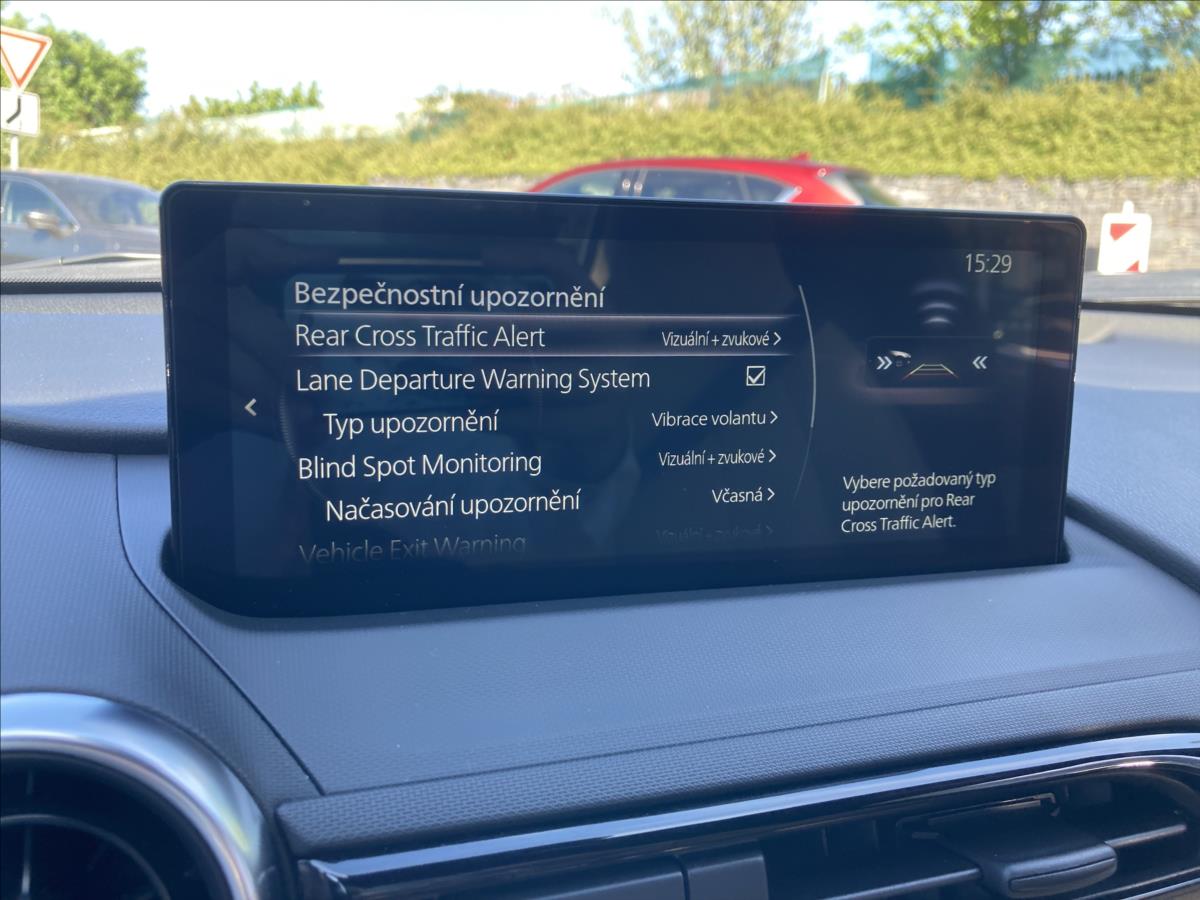 15:29
Bezpečnostní upozornění
Rear Cross Traffic Alert Vizuální + zvukové
Lane Departure Warning System
Typ upozornění Vibrace volantu
Blind Spot Monitoring Vizuální + zvukové
Načasování upozornění Včasná
Vehicle Exit Warning Vizuální + zvukové
Vybere požadovaný typ
upozornění pro Rear
Cross Traffic Alert.